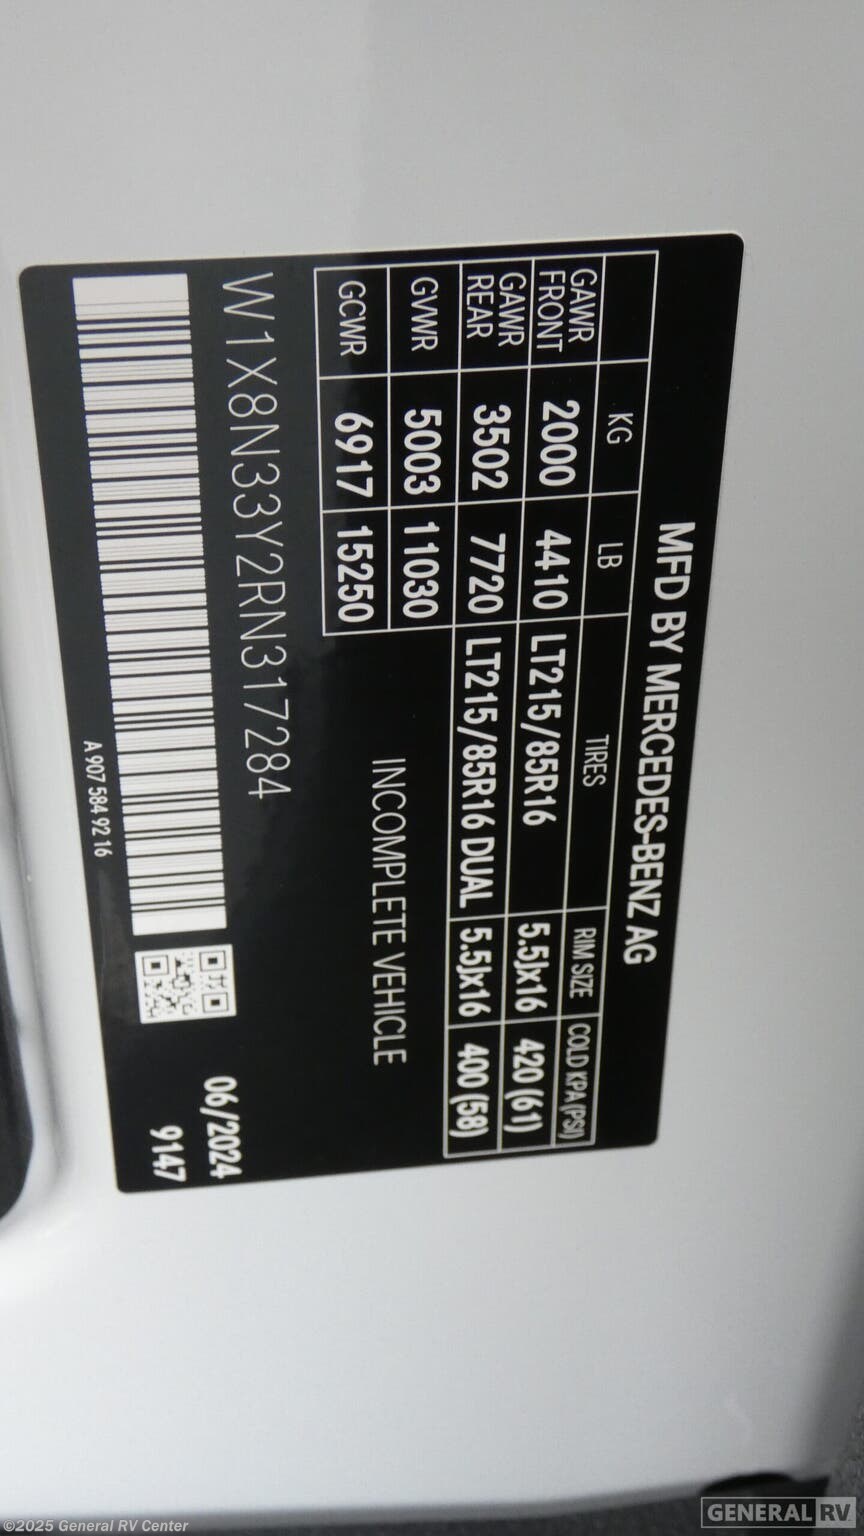 MFD BY MERCEDES-BENZ AG
KG LB TIRES RIM SIZE COLD KPA (PSI)
GAWR FRONT 2000 4410 LT215/85R16 5.5Jx16 420 (61)
GAWR REAR 3502 7720 LT215/85R16 DUAL 5.5Jx16 400 (58)
GVWR 5003 11030
GCWR 6917 15250
INCOMPLETE VEHICLE
W1X8N33Y2RN317284
06/2024
9147
A 907 584 92 16
©2025 General RV Center
GENERAL RV